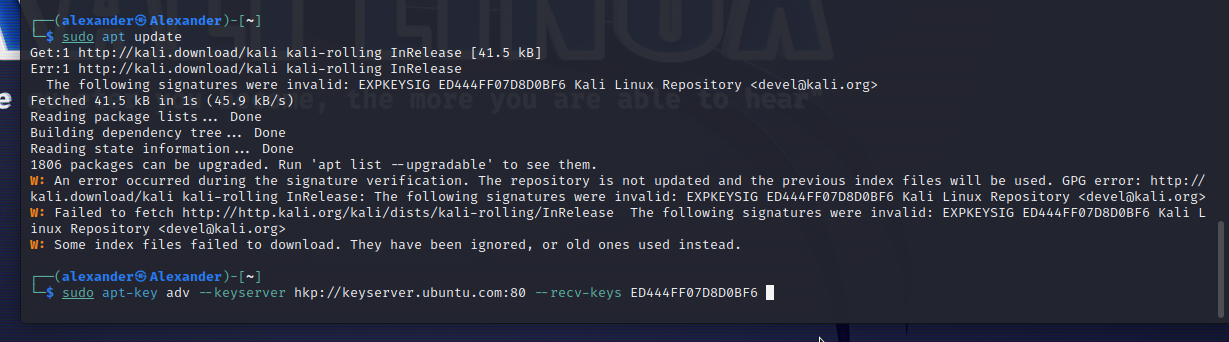 ┌──(alexander㉿Alexander)-[~]
└─$ sudo apt update
Get:1 http://kali.download/kali kali-rolling InRelease [41.5 kB]
Err:1 http://kali.download/kali kali-rolling InRelease
  The following signatures were invalid: EXPKEYSIG ED444FF07D8D0BF6 Kali Linux Repository <devel@kali.org>
Fetched 41.5 kB in 1s (45.9 kB/s)
Reading package lists... Done
Building dependency tree... Done
Reading state information... Done
1806 packages can be upgraded. Run 'apt list --upgradable' to see them.
W: An error occurred during the signature verification. The repository is not updated and the previous index files will be used. GPG error: http://
kali.download/kali kali-rolling InRelease: The following signatures were invalid: EXPKEYSIG ED444FF07D8D0BF6 Kali Linux Repository <devel@kali.org>
W: Failed to fetch http://http.kali.org/kali/dists/kali-rolling/InRelease  The following signatures were invalid: EXPKEYSIG ED444FF07D8D0BF6 Kali L
inux Repository <devel@kali.org>
W: Some index files failed to download. They have been ignored, or old ones used instead.
┌──(alexander㉿Alexander)-[~]
└─$ sudo apt-key adv --keyserver hkp://keyserver.ubuntu.com:80 --recv-keys ED444FF07D8D0BF6
the more you are able to hear"